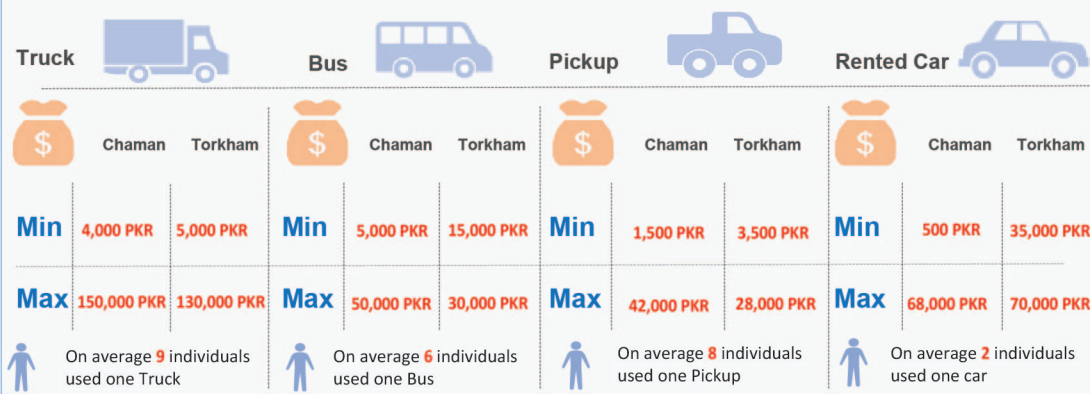 Truck
Bus
Pickup
Rented Car
$ Chaman Torkham
$ Chaman Torkham
$ Chaman Torkham
$ Chaman Torkham
Min 4,000 PKR 5,000 PKR
Min 5,000 PKR 15,000 PKR
Min 1,500 PKR 3,500 PKR
Min 500 PKR 35,000 PKR
Max 150,000 PKR 130,000 PKR
Max 50,000 PKR 30,000 PKR
Max 42,000 PKR 28,000 PKR
Max 68,000 PKR 70,000 PKR
On average 9 individuals
used one Truck
On average 6 individuals
used one Bus
On average 8 individuals
used one Pickup
On average 2 individuals
used one car